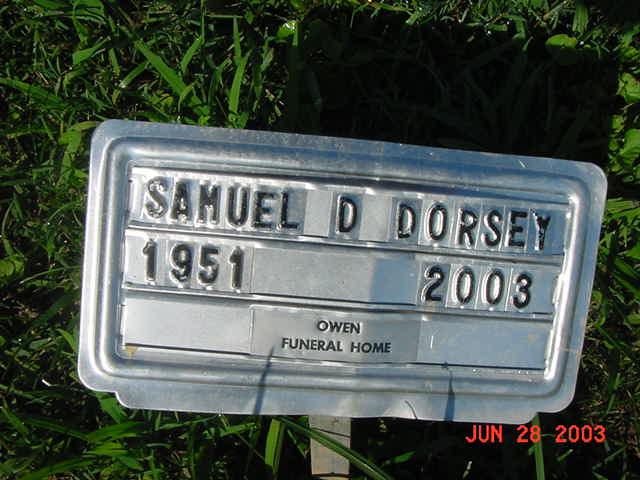 SAMUEL D DORSEY
1951 2003
OWEN
FUNERAL HOME
JUN 28 2003